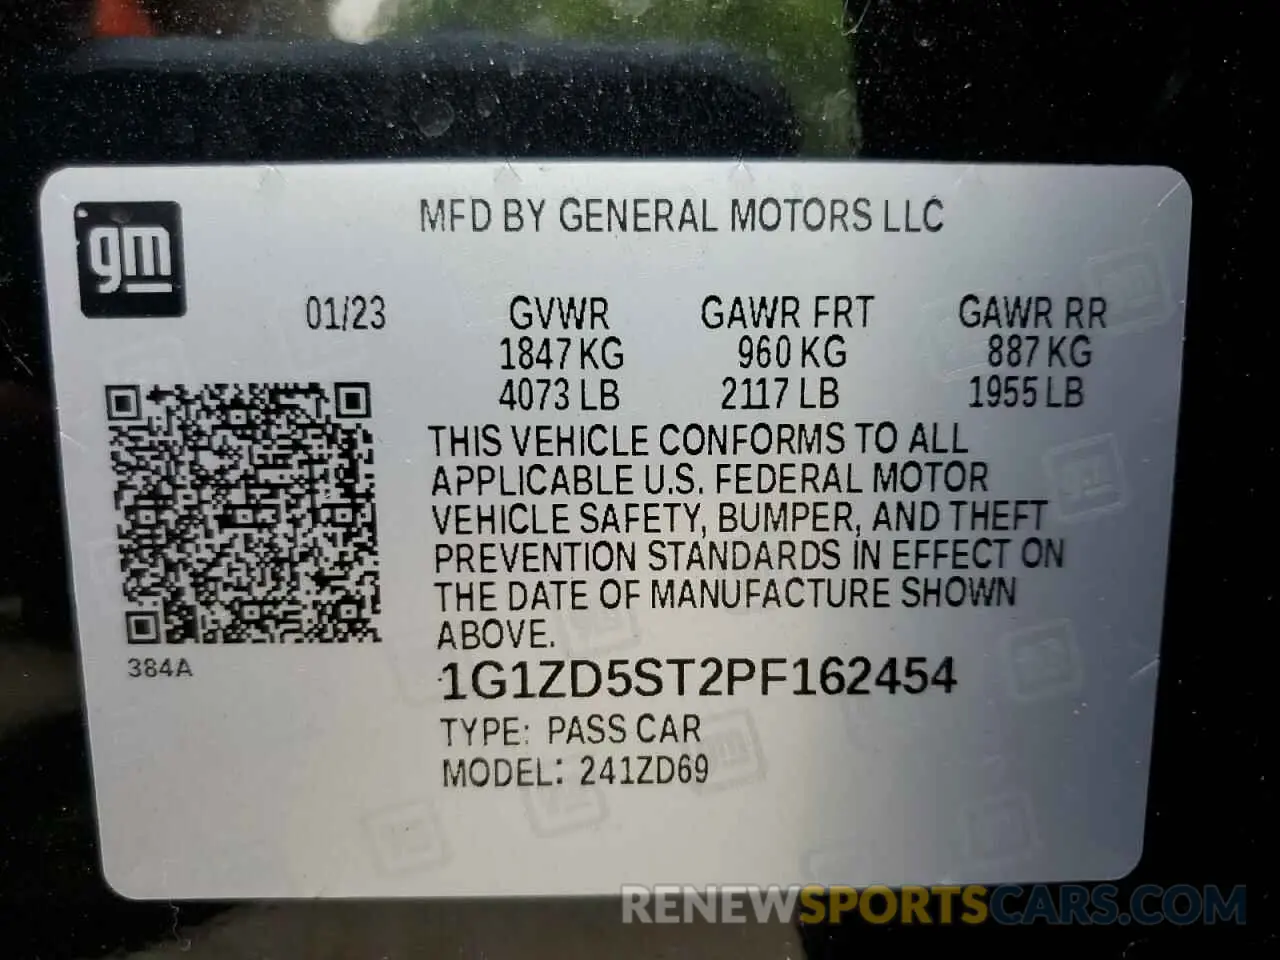 gm
MFD BY GENERAL MOTORS LLC
01/23 GVWR GAWR FRT GAWR RR
1847 KG 960 KG 887 KG
4073 LB 2117 LB 1955 LB
THIS VEHICLE CONFORMS TO ALL
APPLICABLE U.S. FEDERAL MOTOR
VEHICLE SAFETY, BUMPER, AND THEFT
PREVENTION STANDARDS IN EFFECT ON
THE DATE OF MANUFACTURE SHOWN
ABOVE.
384A
1G1ZD5ST2PF162454
TYPE: PASS CAR
MODEL: 241ZD69
RENEWSPORTSCARS.COM